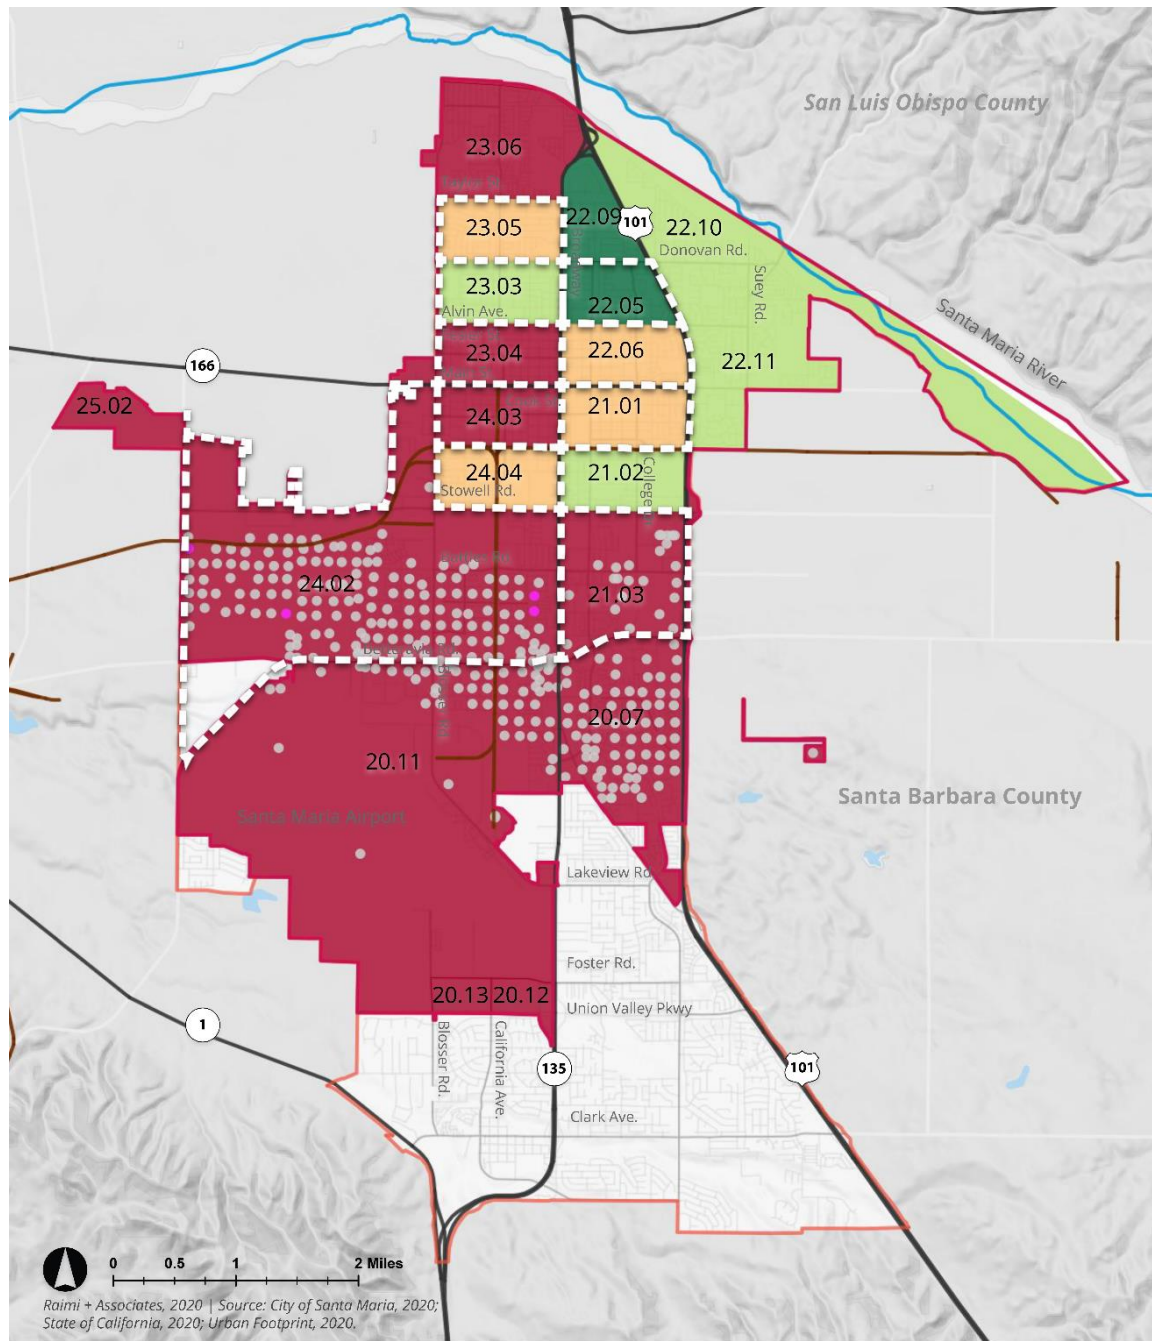 San Luis Obispo County
23.06
Taylor St.
23.05
22.09
101
22.10
Donovan Rd.
Broadway
23.03
Suey Rd.
Alvin Ave.
22.05
Santa Maria River
23.04
22.06
22.11
166
Main St.
25.02
24.03
21.01
24.04
21.02
Stowell Rd.
24.02
21.03
20.07
20.11
Santa Barbara County
Santa Maria Airport
Lakeview Rd.
Foster Rd.
20.13
20.12
Union Valley Pkwy
1
Blosser Rd.
California Ave.
135
101
Clark Ave.
0 0.5 1 2 Miles
Raimi + Associates, 2020 | Source: City of Santa Maria, 2020;
State of California, 2020; Urban Footprint, 2020.